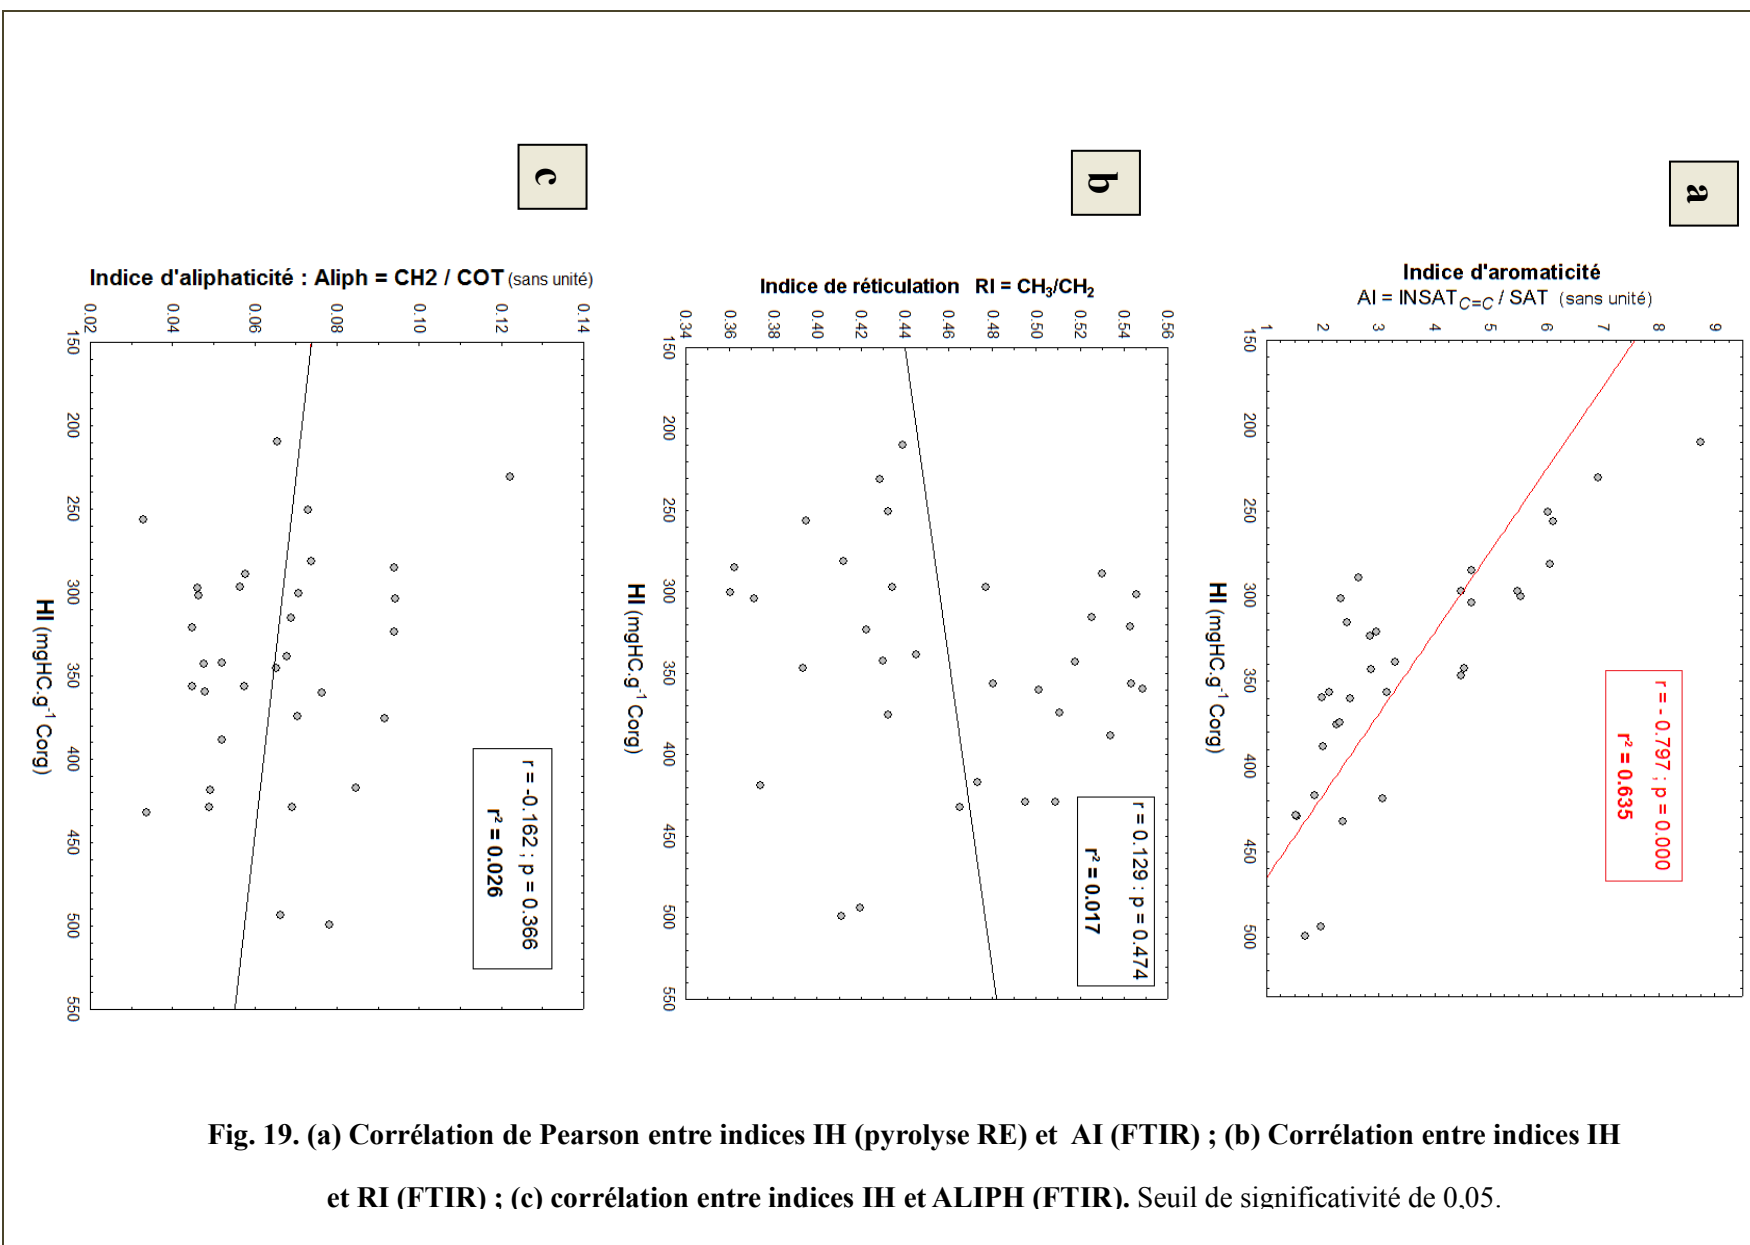 a
Indice d'aromaticité
AI = INSAT C=C / SAT (sans unité)
1 2 3 4 5 6 7 8 9
150 200 250 300 350 400 450 500
HI (mgHC.g⁻¹ Corg)
r = - 0.797 ; p = 0.000
r² = 0.635
b
Indice de réticulation RI = CH₃/CH₂
0.34 0.36 0.38 0.40 0.42 0.44 0.46 0.48 0.50 0.52 0.54 0.56
150 200 250 300 350 400 450 500 550
HI (mgHC.g⁻¹ Corg)
r = 0.129 ; p = 0.474
r² = 0.017
c
Indice d'aliphaticité : Aliph = CH2 / COT (sans unité)
0.02 0.04 0.06 0.08 0.10 0.12 0.14
150 200 250 300 350 400 450 500 550
HI (mgHC.g⁻¹ Corg)
r = -0.162 ; p = 0.366
r² = 0.026
Fig. 19. (a) Corrélation de Pearson entre indices IH (pyrolyse RE) et AI (FTIR) ; (b) Corrélation entre indices IH
et RI (FTIR) ; (c) corrélation entre indices IH et ALIPH (FTIR). Seuil de significativité de 0,05.